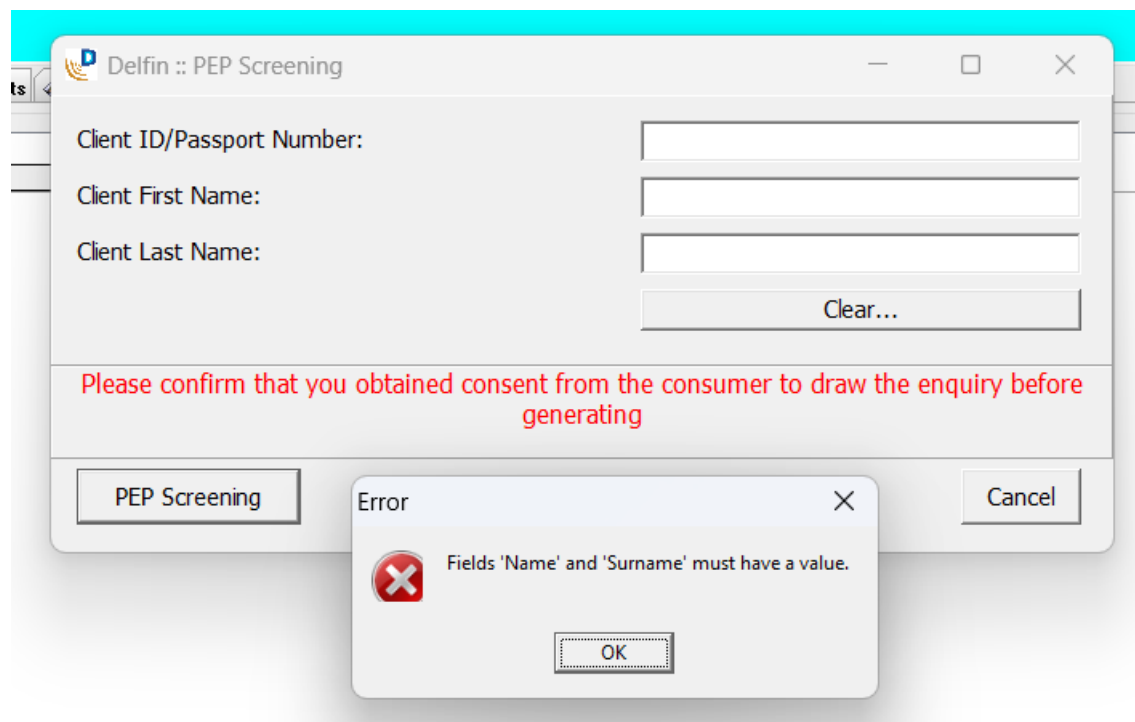 Delfin :: PEP Screening
ts
Client ID/Passport Number:
Client First Name:
Client Last Name:
Clear...
Please confirm that you obtained consent from the consumer to draw the enquiry before
generating
PEP Screening
Cancel
Error
Fields 'Name' and 'Surname' must have a value.
OK